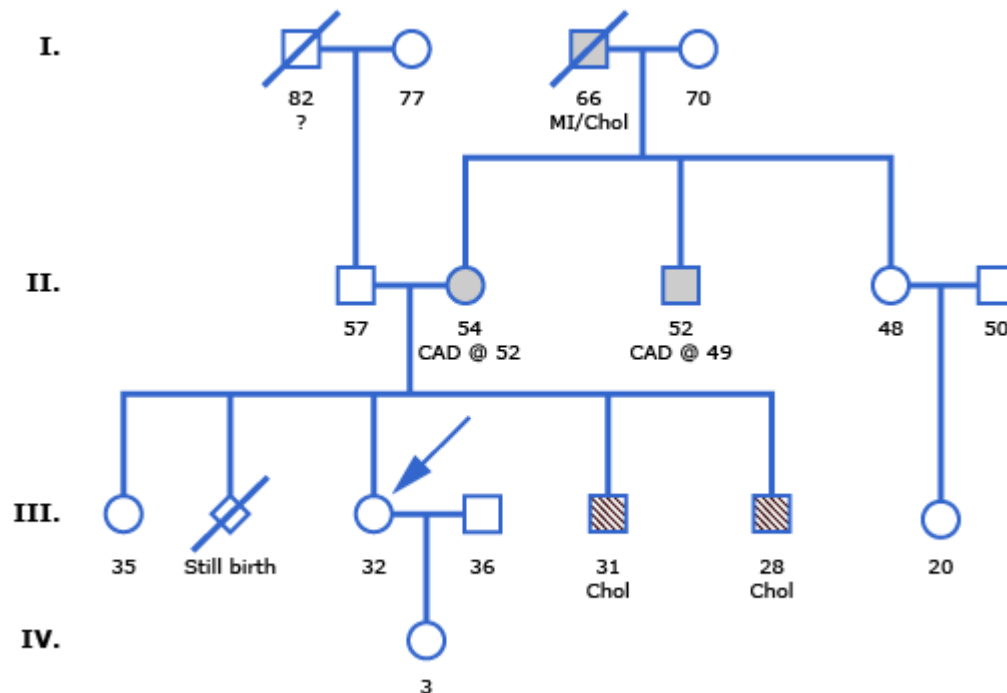 I.
82 77 66 70
? MI/Chol
II.
57 54 52 48 50
CAD @ 52 CAD @ 49
III.
35 Still birth 32 36 31 28 20
Chol Chol
IV.
3